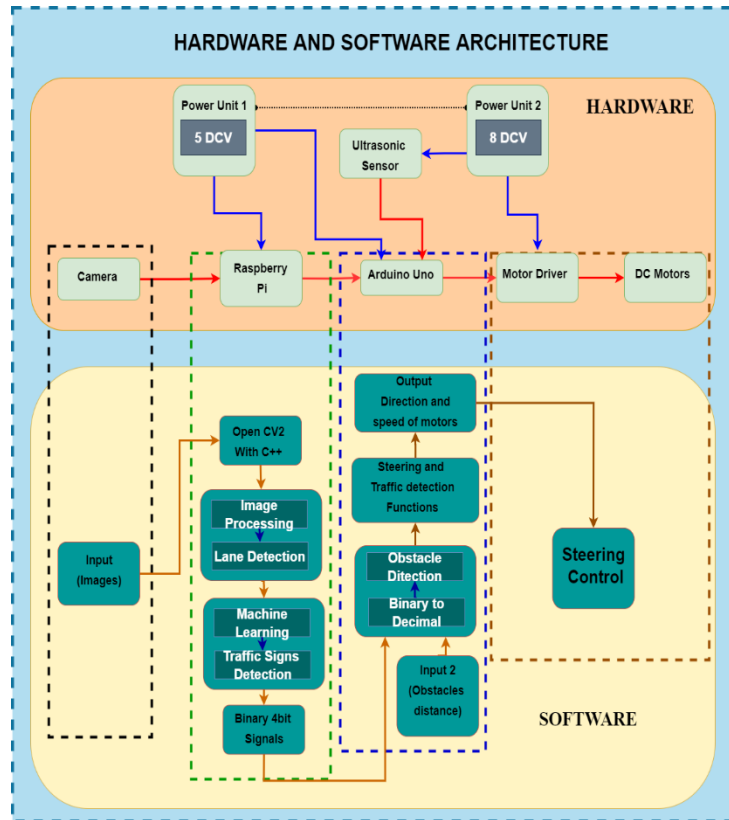 HARDWARE AND SOFTWARE ARCHITECTURE
HARDWARE
Power Unit 1
5 DCV
Power Unit 2
8 DCV
Ultrasonic
Sensor
Camera
Raspberry
Pi
Arduino Uno
Motor Driver
DC Motors
Input
(Images)
Open CV2
With C++
Image
Processing
Lane Detection
Machine
Learning
Traffic Signs
Detection
Binary 4bit
Signals
Output
Direction and
speed of motors
Steering and
Traffic detection
Functions
Obstacle
Ditection
Binary to
Decimal
Input 2
(Obstacles
distance)
Steering
Control
SOFTWARE